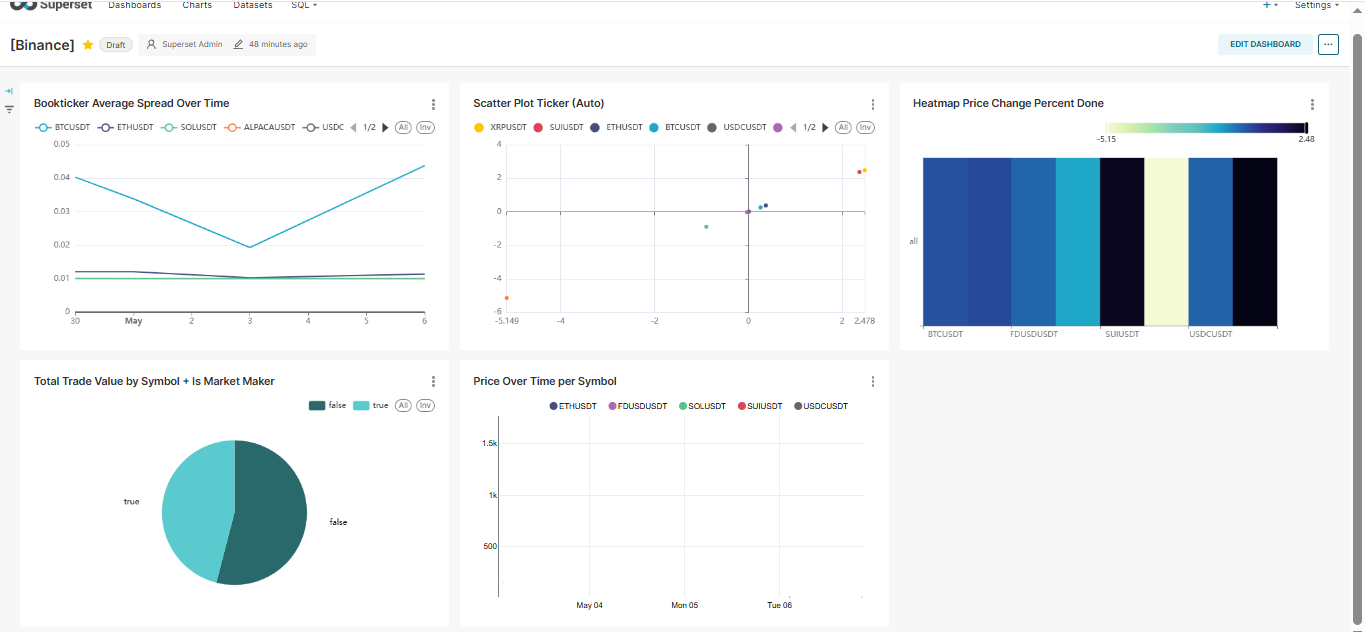 Superset Dashboards Charts Datasets SQL + Settings
[Binance] Draft Superset Admin 48 minutes ago EDIT DASHBOARD ...
Bookticker Average Spread Over Time
BTCUSDT ETHUSDT SOLUSDT ALPACAUSDT USDC 1/2 All Inv
0.05
0.04
0.03
0.02
0.01
0
30 May 2 3 4 5 6
Scatter Plot Ticker (Auto)
XRPUSDT SUIUSDT ETHUSDT BTCUSDT USDCUSDT 1/2 All Inv
4
2
0
-2
-4
-6
-5.149 -4 -2 0 2 2.478
Heatmap Price Change Percent Done
-5.15 2.48
all
BTCUSDT FDUSDUSDT SUIUSDT USDCUSDT
Total Trade Value by Symbol + Is Market Maker
false true All Inv
true
false
Price Over Time per Symbol
ETHUSDT FDUSDUSDT SOLUSDT SUIUSDT USDCUSDT
1.5k
1k
500
May 04 Mon 05 Tue 06